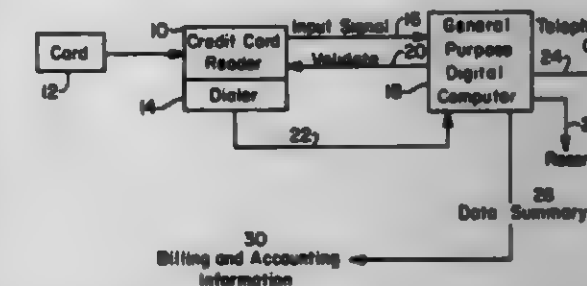 10
Input Signal
16
General
Purpose
Digital
Computer
Card
12
Credit Card
Reader
Validate
20
24
14
Dialer
18
22
28
Data Summary
30
Billing and Accounting
Information